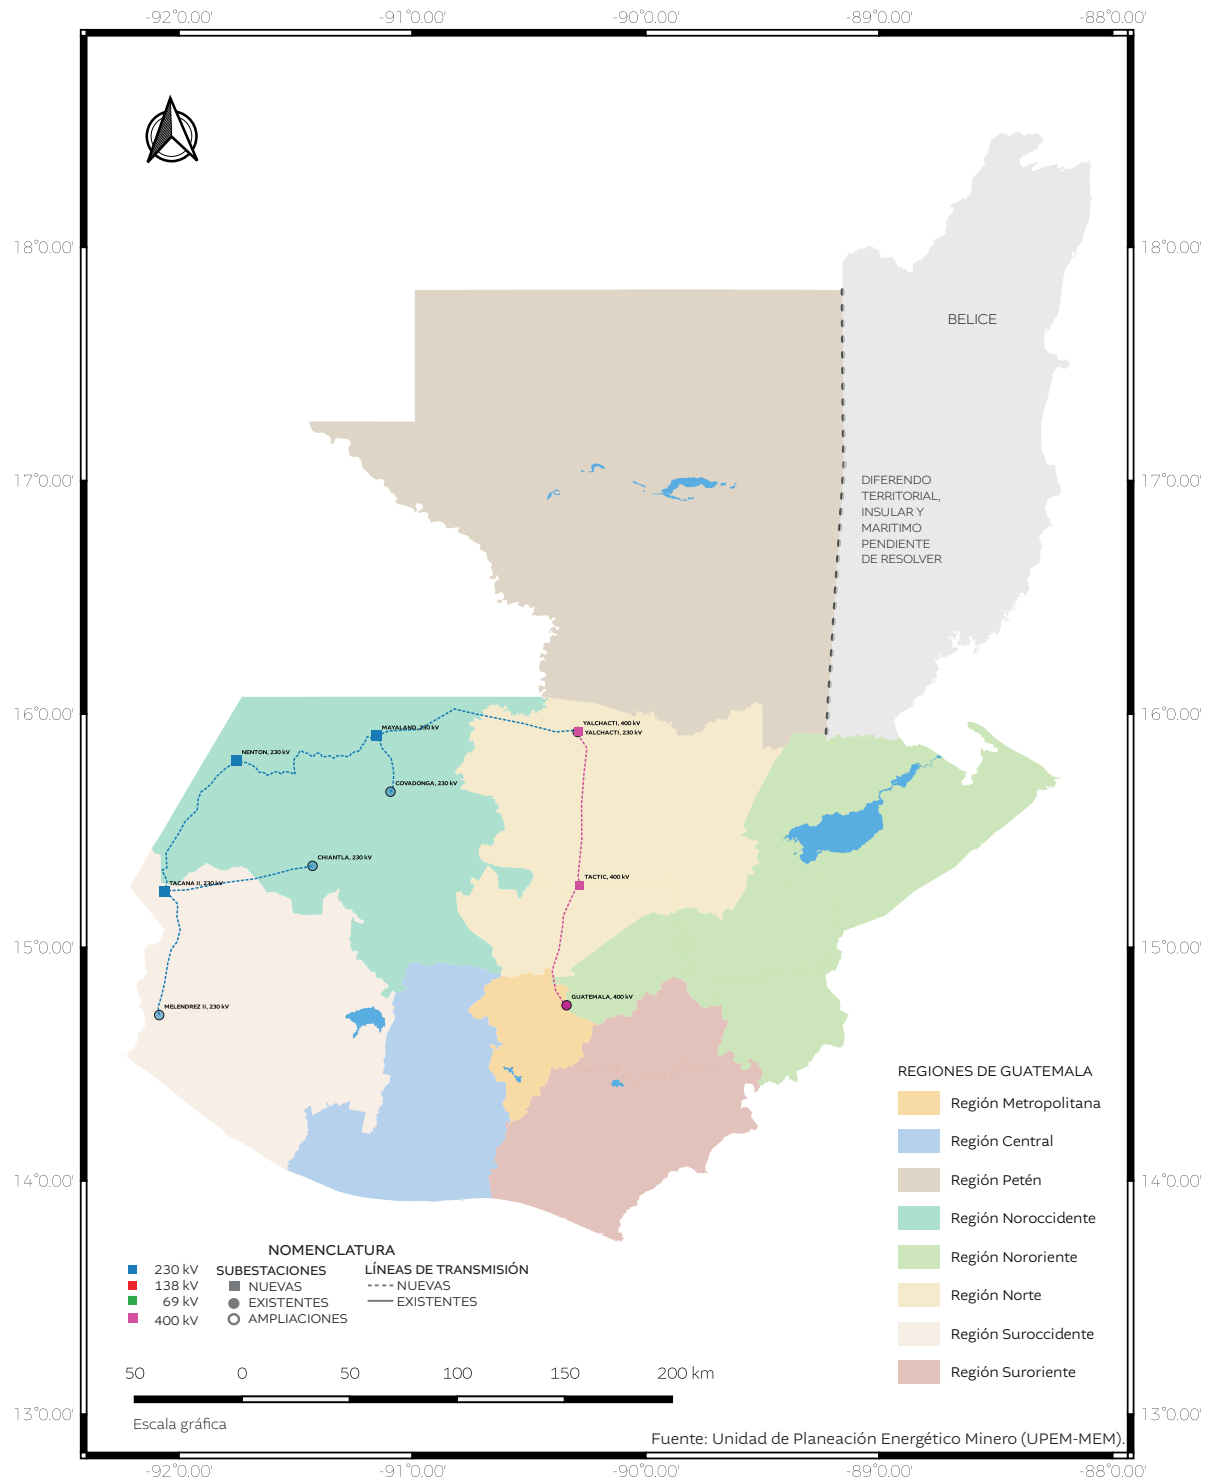 -92°0.00'
-91°0.00'
-90°0.00'
-89°0.00'
-88°0.00'
18°0.00'
18°0.00'
BELICE
17°0.00'
17°0.00'
DIFERENDO
TERRITORIAL,
INSULAR Y
MARITIMO
PENDIENTE
DE RESOLVER
16°0.00'
16°0.00'
YALCHACTI, 400 kV
MAYALAND, 230 kV
YALCHACTI, 230 kV
NENTON, 230 kV
COVADONGA, 230 kV
CHIANTLA, 230 kV
TACTIC, 400 kV
TACANA II, 230 kV
15°0.00'
15°0.00'
GUATEMALA, 400 kV
MELENDREZ II, 230 kV
REGIONES DE GUATEMALA
Región Metropolitana
Región Central
Región Petén
Región Noroccidente
Región Nororiente
Región Norte
Región Suroccidente
Región Suroriente
14°0.00'
14°0.00'
NOMENCLATURA
230 kV
138 kV
69 kV
400 kV
SUBESTACIONES
NUEVAS
EXISTENTES
AMPLIACIONES
LÍNEAS DE TRANSMISIÓN
NUEVAS
EXISTENTES
50 0 50 100 150 200 km
Escala gráfica
13°0.00'
13°0.00'
Fuente: Unidad de Planeación Energético Minero (UPEM-MEM).
-92°0.00'
-91°0.00'
-90°0.00'
-89°0.00'
-88°0.00'